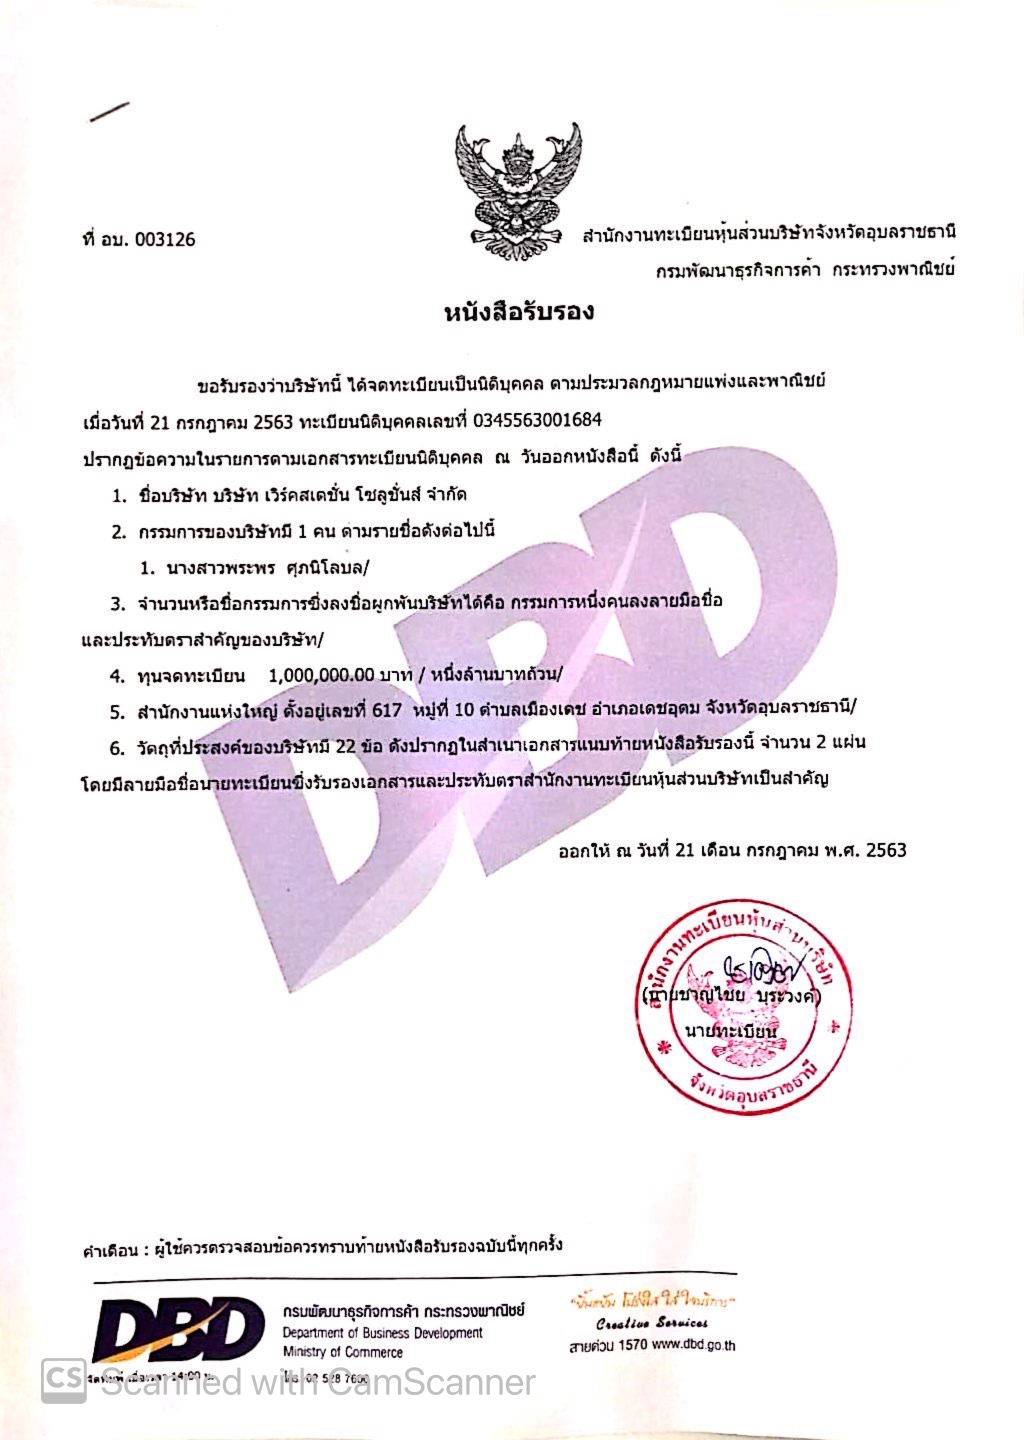 ที่ อบ. 003126
สำนักงานทะเบียนหุ้นส่วนบริษัทจังหวัดอุบลราชธานี
กรมพัฒนาธุรกิจการค้า กระทรวงพาณิชย์
หนังสือรับรอง
ขอรับรองว่าบริษัทนี้ ได้จดทะเบียนเป็นนิติบุคคล ตามประมวลกฎหมายแพ่งและพาณิชย์
เมื่อวันที่ 21 กรกฎาคม 2563 ทะเบียนนิติบุคคลเลขที่ 0345563001684
ปรากฏข้อความในรายการตามเอกสารทะเบียนนิติบุคคล ณ วันออกหนังสือนี้ ดังนี้
1. ชื่อบริษัท บริษัท เวิร์คสเตชั่น โซลูชั่นส์ จำกัด
2. กรรมการของบริษัทมี 1 คน ตามรายชื่อดังต่อไปนี้
1. นางสาวพระพร ศุภนิโลบล/
3. จำนวนหรือชื่อกรรมการซึ่งลงชื่อผูกพันบริษัทได้คือ กรรมการหนึ่งคนลงลายมือชื่อ
และประทับตราสำคัญของบริษัท/
4. ทุนจดทะเบียน 1,000,000.00 บาท / หนึ่งล้านบาทถ้วน/
5. สำนักงานแห่งใหญ่ ตั้งอยู่เลขที่ 617 หมู่ที่ 10 ตำบลเมืองเดช อำเภอเดชอุดม จังหวัดอุบลราชธานี/
6. วัตถุที่ประสงค์ของบริษัทมี 22 ข้อ ดังปรากฏในสำเนาเอกสารแนบท้ายหนังสือรับรองนี้ จำนวน 2 แผ่น
โดยมีลายมือชื่อนายทะเบียนซึ่งรับรองเอกสารและประทับตราสำนักงานทะเบียนหุ้นส่วนบริษัทเป็นสำคัญ
DBD
ออกให้ ณ วันที่ 21 เดือน กรกฎาคม พ.ศ. 2563
สำนักงานทะเบียนหุ้นส่วนบริษัท
(นายชาญไชย บุระวงค์)
นายทะเบียน
จังหวัดอุบลราชธานี
คำเตือน : ผู้ใช้ควรตรวจสอบข้อควรทราบท้ายหนังสือรับรองฉบับนี้ทุกครั้ง
DBD
กรมพัฒนาธุรกิจการค้า กระทรวงพาณิชย์
Department of Business Development
Ministry of Commerce
Creative Services
สายด่วน 1570 www.dbd.go.th
CS Scanned with CamScanner